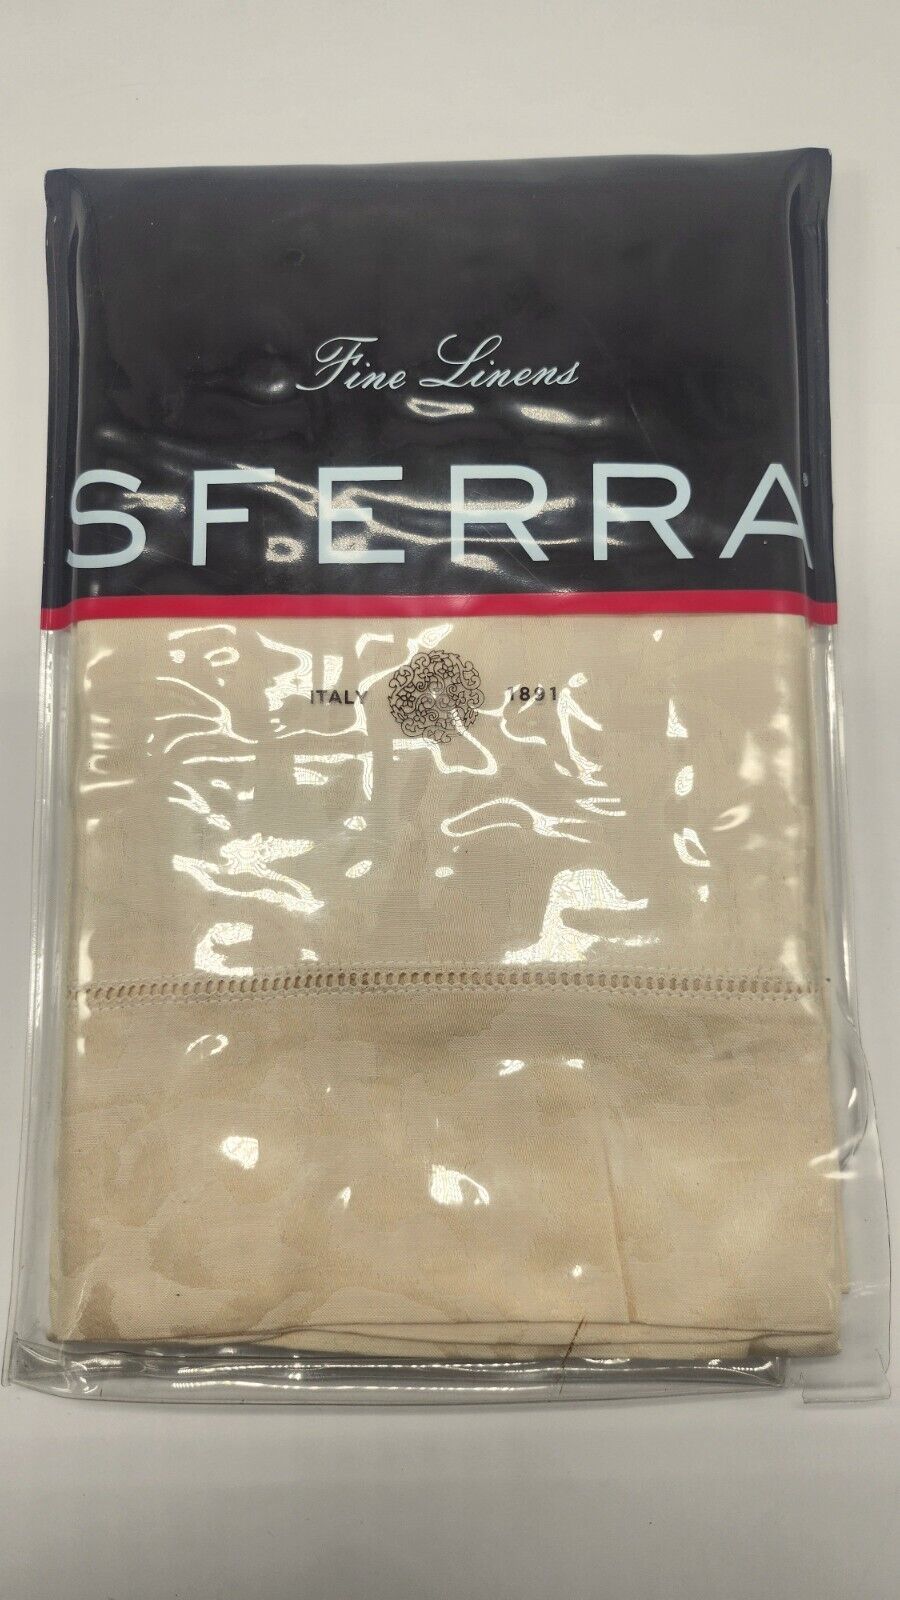 Fine Linens
SFERRA
ITALY 1891